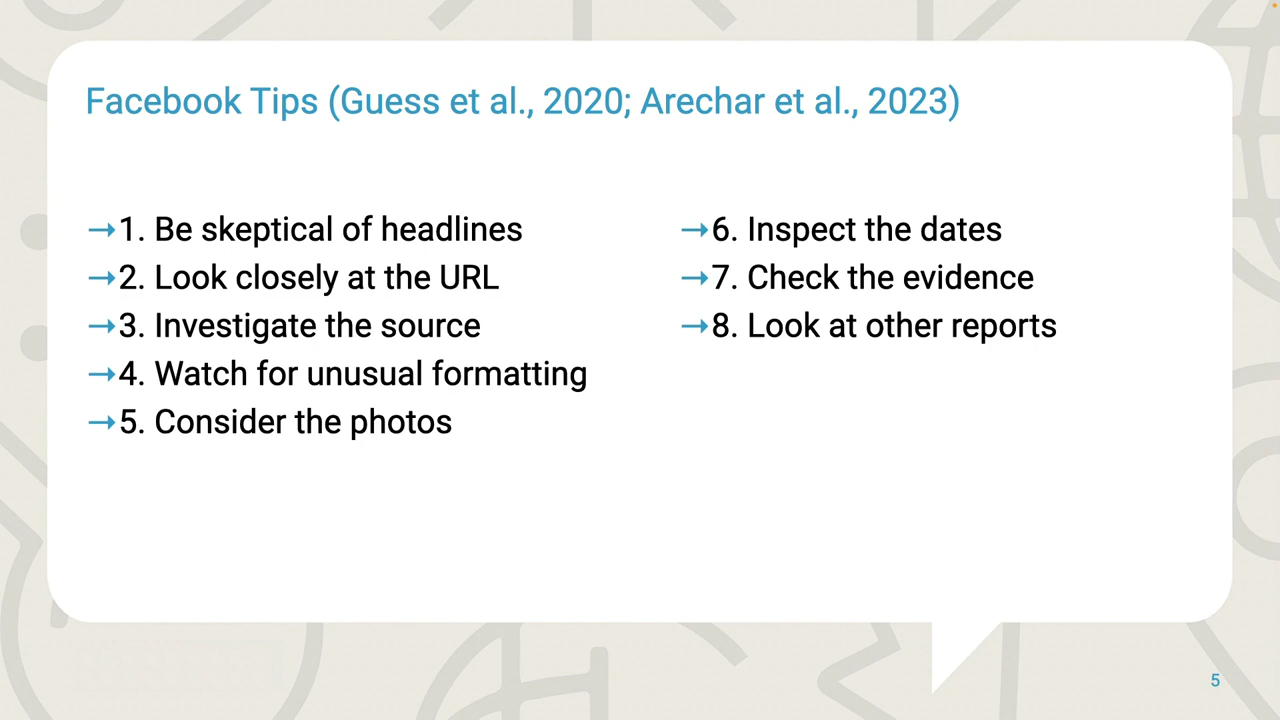 Facebook Tips (Guess et al., 2020; Arechar et al., 2023)
→1. Be skeptical of headlines
→2. Look closely at the URL
→3. Investigate the source
→4. Watch for unusual formatting
→5. Consider the photos
→6. Inspect the dates
→7. Check the evidence
→8. Look at other reports
5